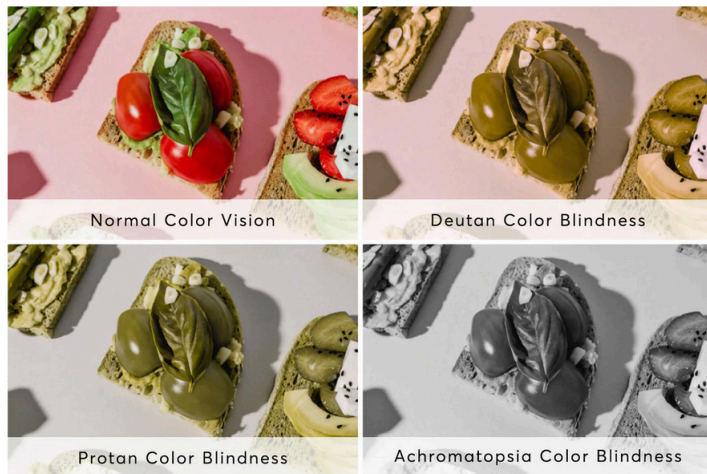 Normal Color Vision
Deutan Color Blindness
Protan Color Blindness
Achromatopsia Color Blindness